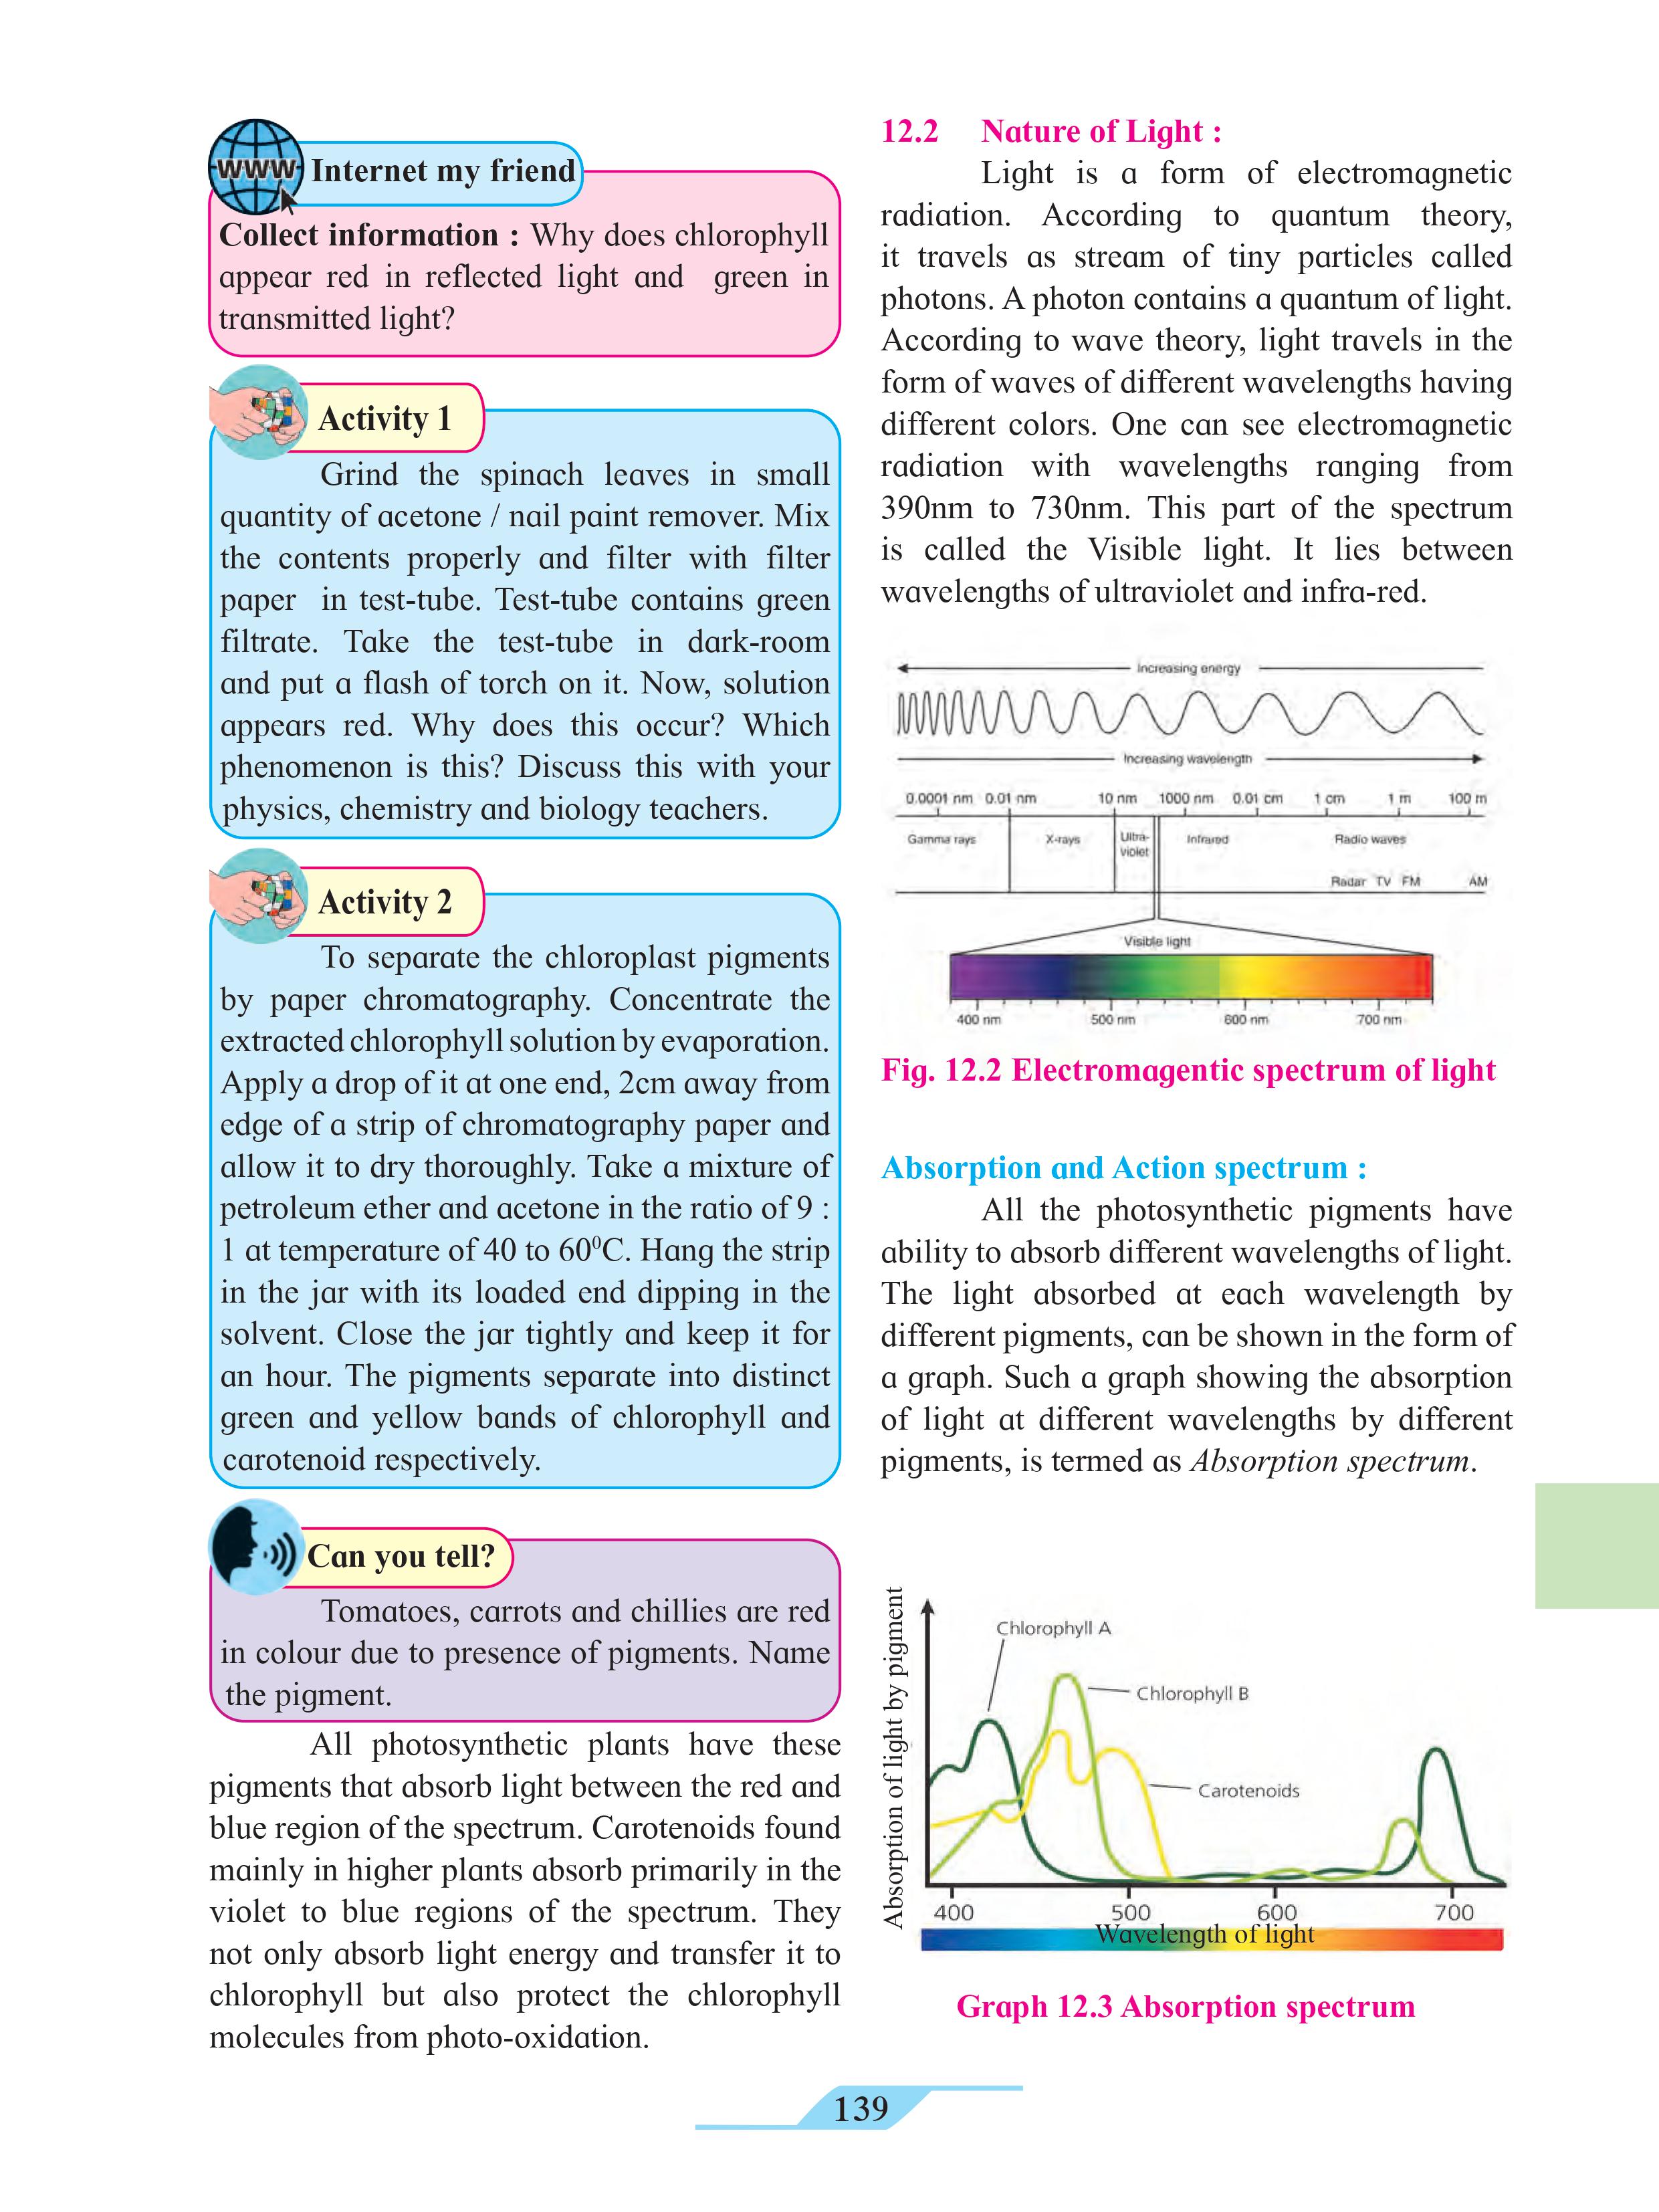 Internet my friend
Collect information : Why does chlorophyll
appear red in reflected light and green in
transmitted light?
Activity 1
Grind the spinach leaves in small
quantity of acetone / nail paint remover. Mix
the contents properly and filter with filter
paper in test-tube. Test-tube contains green
filtrate. Take the test-tube in dark-room
and put a flash of torch on it. Now, solution
appears red. Why does this occur? Which
phenomenon is this? Discuss this with your
physics, chemistry and biology teachers.
Activity 2
To separate the chloroplast pigments
by paper chromatography. Concentrate the
extracted chlorophyll solution by evaporation.
Apply a drop of it at one end, 2cm away from
edge of a strip of chromatography paper and
allow it to dry thoroughly. Take a mixture of
petroleum ether and acetone in the ratio of 9 :
1 at temperature of 40 to 60⁰C. Hang the strip
in the jar with its loaded end dipping in the
solvent. Close the jar tightly and keep it for
an hour. The pigments separate into distinct
green and yellow bands of chlorophyll and
carotenoid respectively.
Can you tell?
Tomatoes, carrots and chillies are red
in colour due to presence of pigments. Name
the pigment.
All photosynthetic plants have these
pigments that absorb light between the red and
blue region of the spectrum. Carotenoids found
mainly in higher plants absorb primarily in the
violet to blue regions of the spectrum. They
not only absorb light energy and transfer it to
chlorophyll but also protect the chlorophyll
molecules from photo-oxidation.
12.2 Nature of Light :
Light is a form of electromagnetic
radiation. According to quantum theory,
it travels as stream of tiny particles called
photons. A photon contains a quantum of light.
According to wave theory, light travels in the
form of waves of different wavelengths having
different colors. One can see electromagnetic
radiation with wavelengths ranging from
390nm to 730nm. This part of the spectrum
is called the Visible light. It lies between
wavelengths of ultraviolet and infra-red.
Increasing energy
Increasing wavelength
0.0001 nm 0.01 nm 10 nm 1000 nm 0.01 cm 1 cm 1 m 100 m
Gamma rays X-rays Ultra- Infrared Radio waves
violet
Radar TV FM AM
Visible light
400 nm 500 nm 600 nm 700 nm
Fig. 12.2 Electromagentic spectrum of light
Absorption and Action spectrum :
All the photosynthetic pigments have
ability to absorb different wavelengths of light.
The light absorbed at each wavelength by
different pigments, can be shown in the form of
a graph. Such a graph showing the absorption
of light at different wavelengths by different
pigments, is termed as Absorption spectrum.
Absorption of light by pigment
Chlorophyll A
Chlorophyll B
Carotenoids
400 500 600 700
Wavelength of light
Graph 12.3 Absorption spectrum
139
WWW